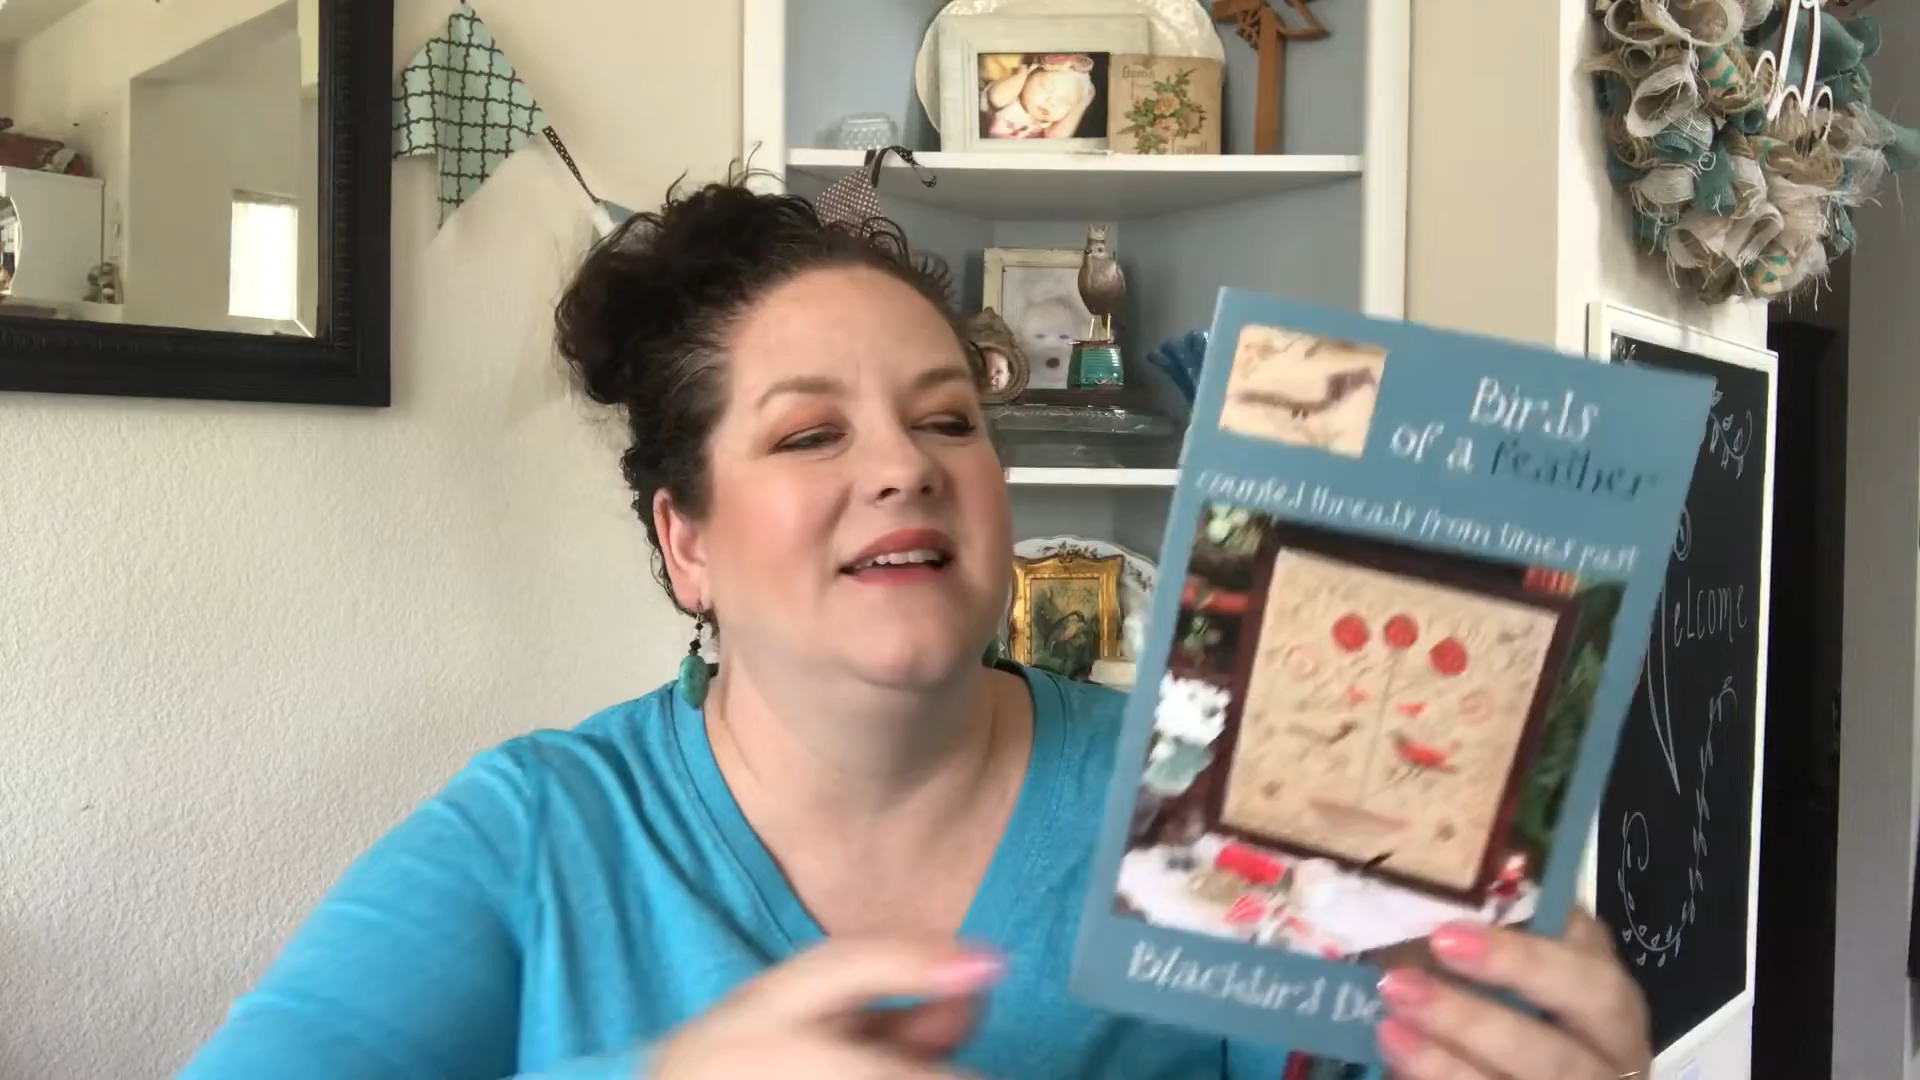 Birds
of a Feather
counted threads from times past
Blackbird De
Welcome